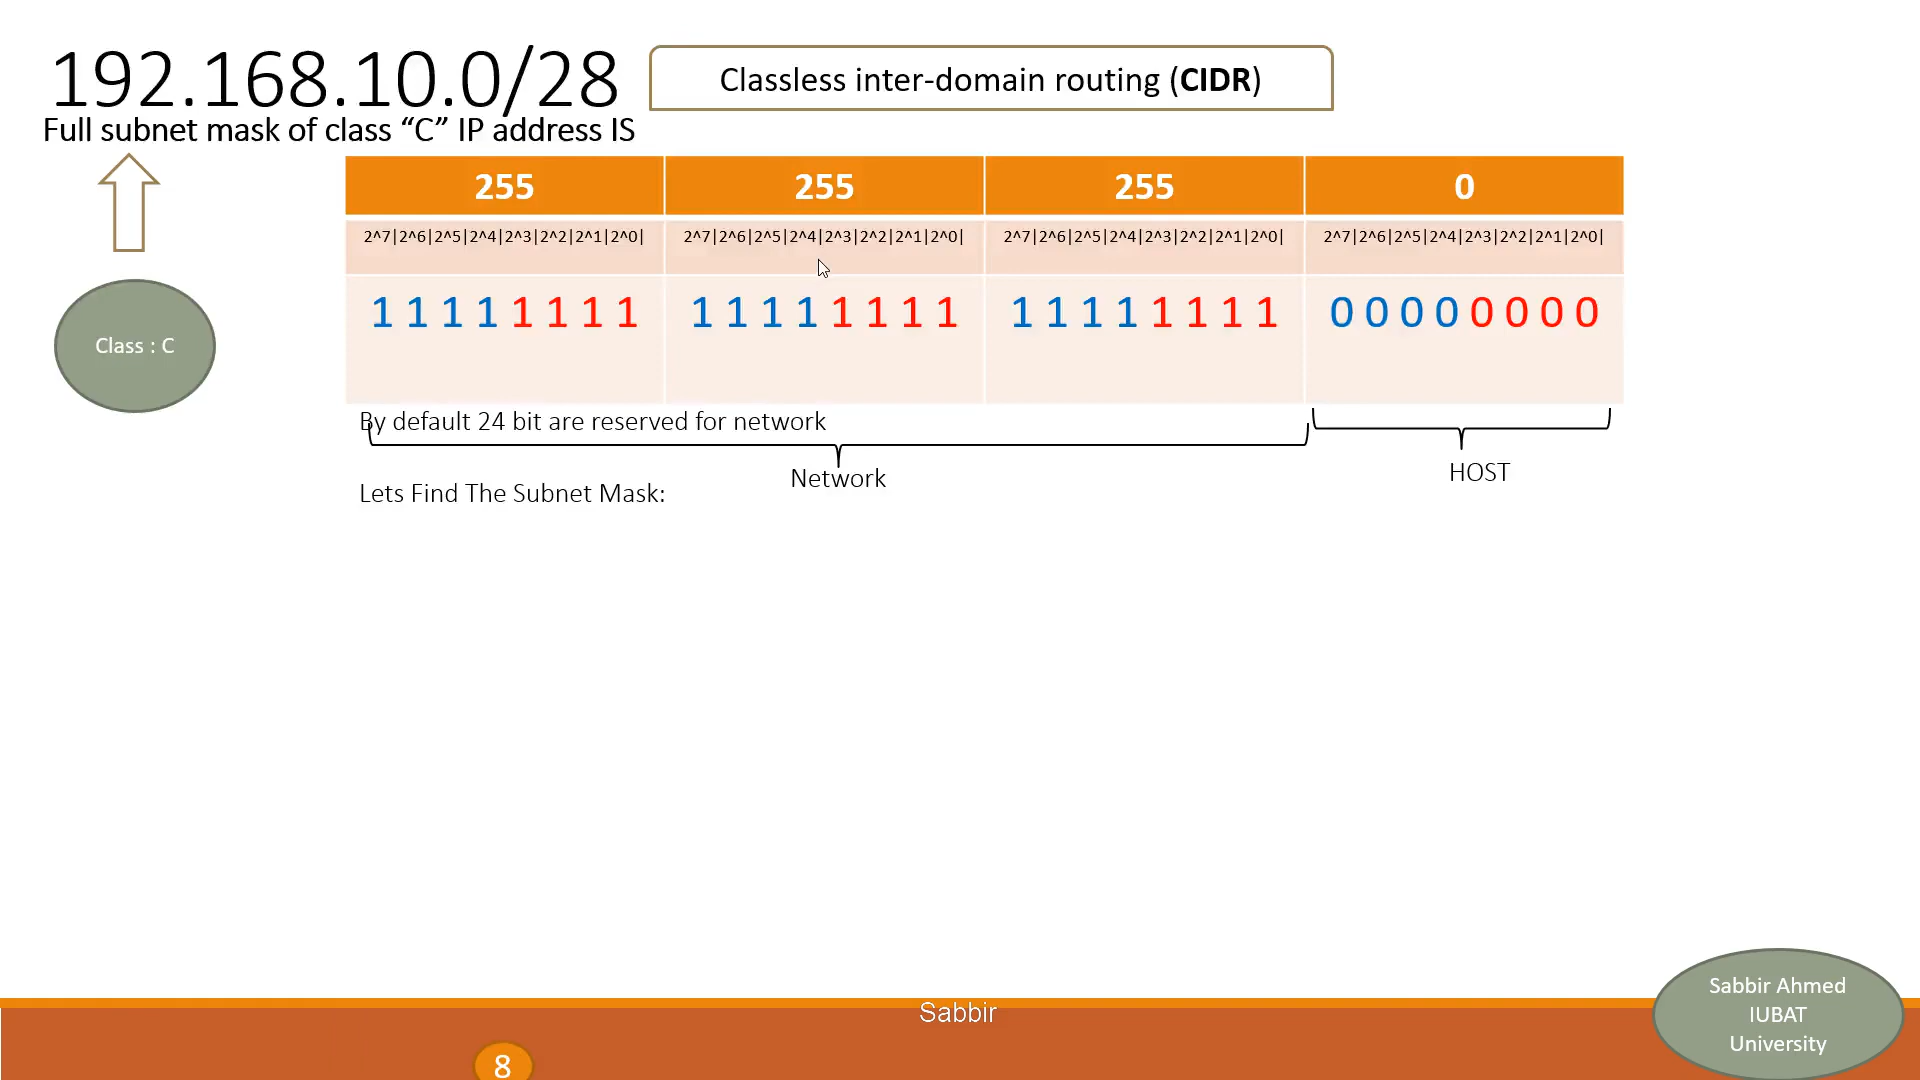 192.168.10.0/28
Classless inter-domain routing (CIDR)
Full subnet mask of class “C” IP address IS
255 255 255 0
2^7|2^6|2^5|2^4|2^3|2^2|2^1|2^0| 2^7|2^6|2^5|2^4|2^3|2^2|2^1|2^0| 2^7|2^6|2^5|2^4|2^3|2^2|2^1|2^0| 2^7|2^6|2^5|2^4|2^3|2^2|2^1|2^0|
1 1 1 1 1 1 1 1 1 1 1 1 1 1 1 1 1 1 1 1 1 1 1 1 0 0 0 0 0 0 0 0
Class : C
By default 24 bit are reserved for network
Network
HOST
Lets Find The Subnet Mask:
Sabbir
8
Sabbir Ahmed
IUBAT
University